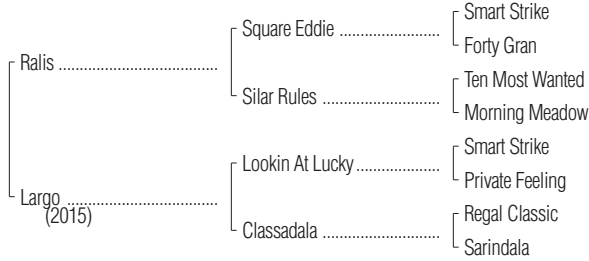 Smart Strike
Square Eddie
Forty Gran
Ralis
Ten Most Wanted
Silar Rules
Morning Meadow
Smart Strike
Lookin At Lucky
Private Feeling
Largo
(2015)
Regal Classic
Classadala
Sarindala